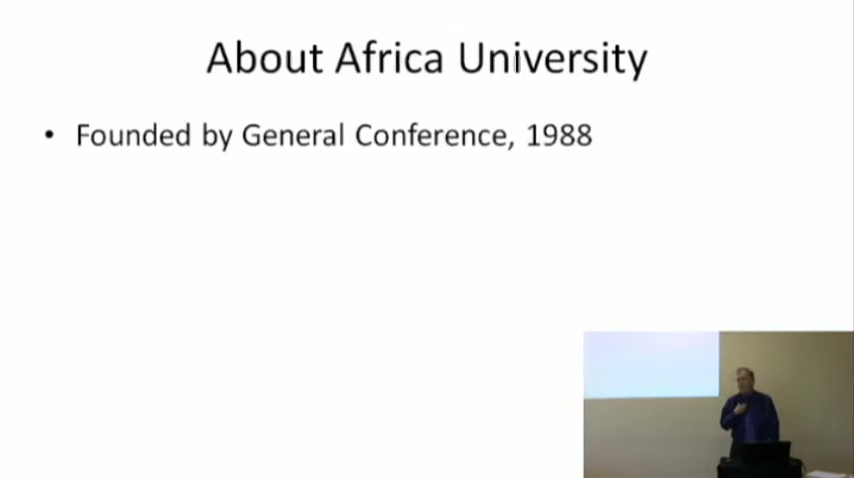 About Africa University
• Founded by General Conference, 1988